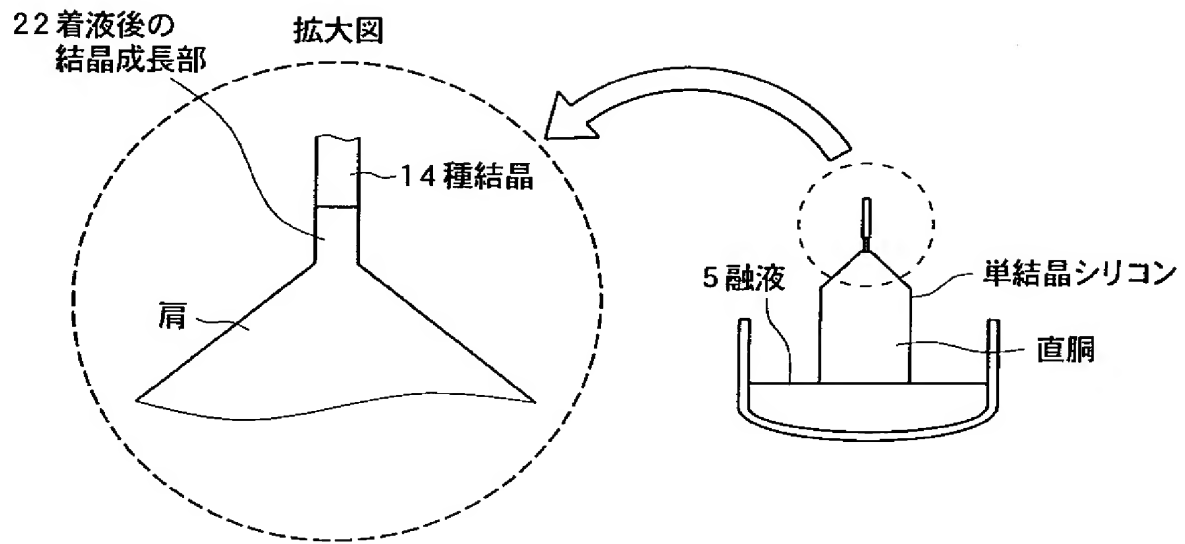 22着液後の
結晶成長部
拡大図
14種結晶
肩
5融液
単結晶シリコン
直胴